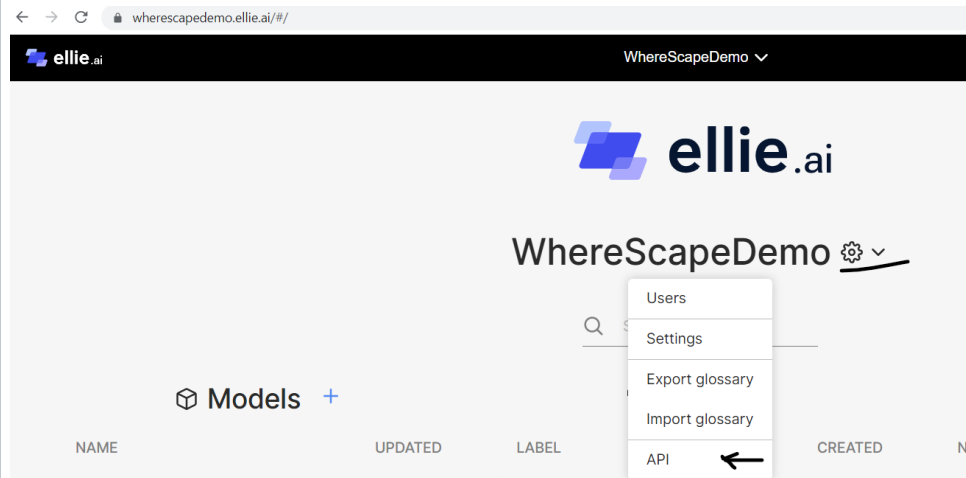 wherescapedemo.ellie.ai/#/
ellie.ai
WhereScapeDemo
ellie.ai
WhereScapeDemo
Users
Settings
Export glossary
Import glossary
API
Models +
NAME UPDATED LABEL CREATED